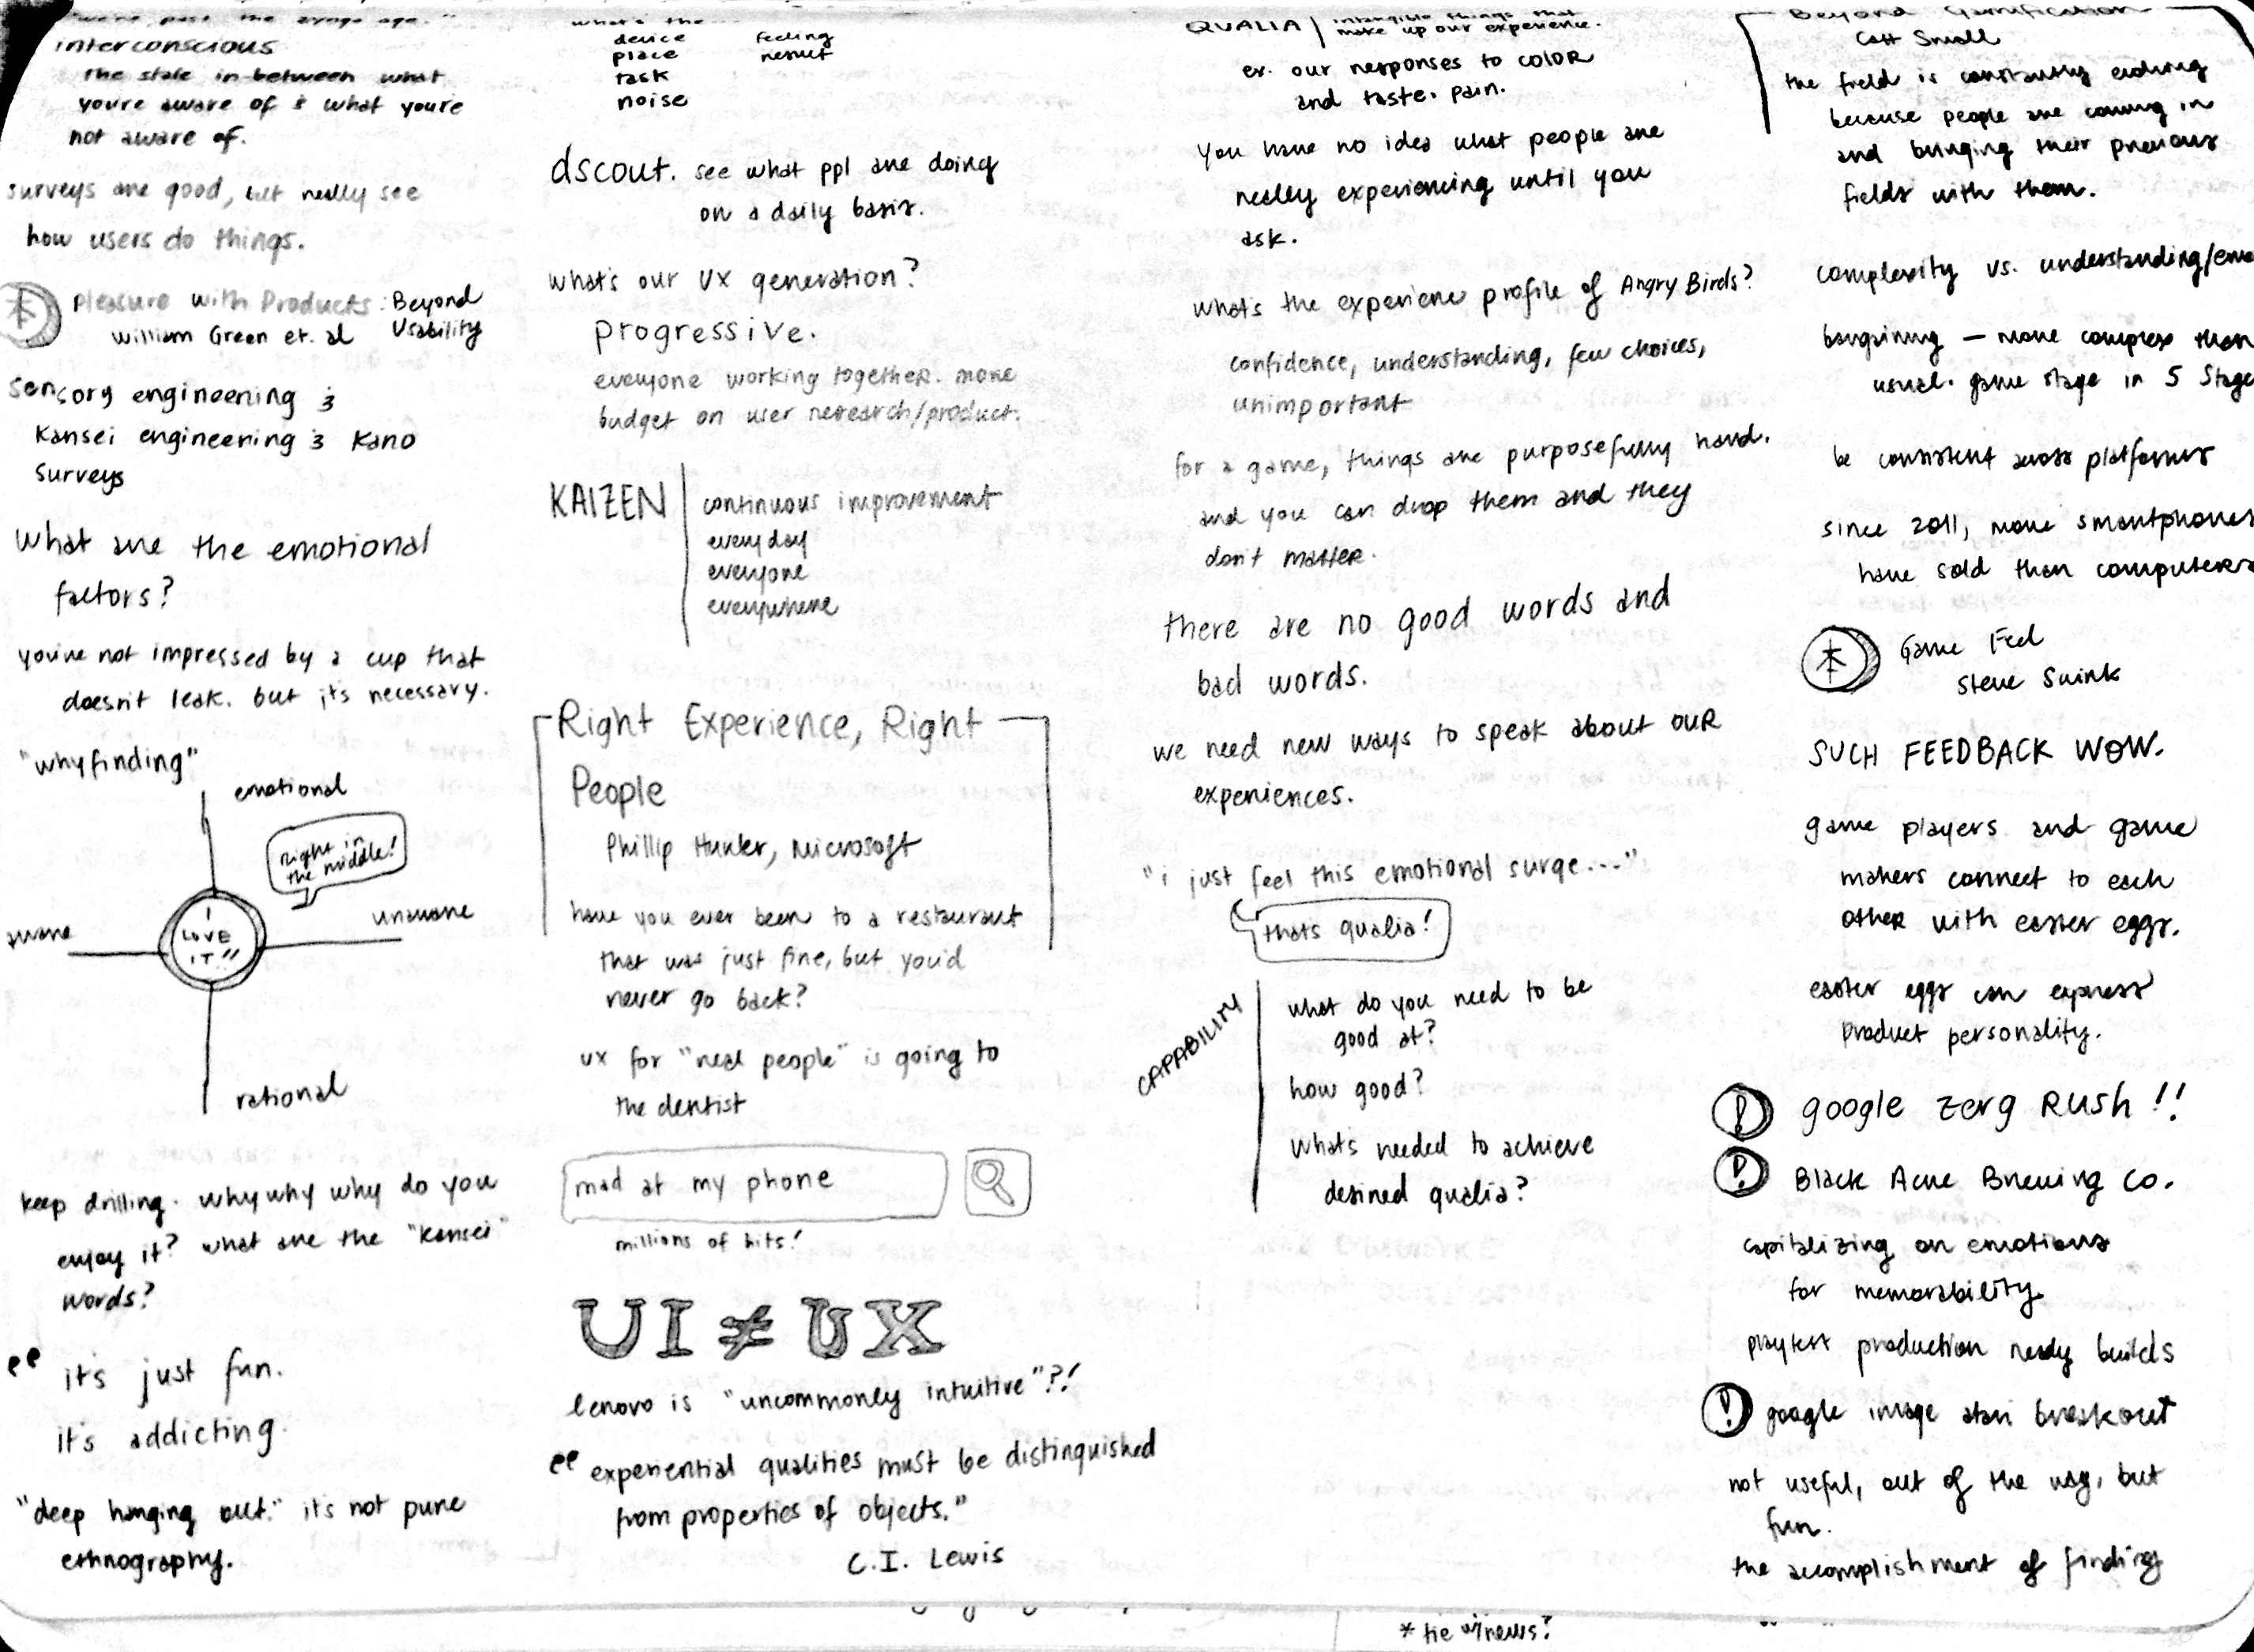 interconscious
the state in-between what
you're aware of & what you're
not aware of.
surveys are good, but really see
how users do things.
Pleasure with Products: Beyond
William Green et. al Usability
sensory engineering &
Kansei engineering & Kano
surveys
What are the emotional
factors?
you're not impressed by a cup that
doesn't leak. but it's necessary.
"whyfinding"
emotional
right in
the middle!
aware
I
LOVE
IT!!
unaware
rational
keep drilling. why why why do you
enjoy it? what are the "kansei"
words?
it's just fun.
it's addicting.
"deep hanging out." it's not pure
ethnography.
what's the...
device feeling
place result
task
noise
dscout. see what ppl are doing
on a daily basis.
what's our UX generation?
progressive.
everyone working together. more
budget on user research/product.
KAIZEN
continuous improvement
everyday
everyone
everywhere
Right Experience, Right
People
Phillip Hunter, Microsoft
have you ever been to a restaurant
that was just fine, but you'd
never go back?
ux for "real people" is going to
the dentist
mad at my phone
millions of hits!
UI ≠ UX
lenovo is "uncommonly intuitive"?!
"experiential qualities must be distinguished
from properties of objects."
C.I. Lewis
QUALIA | intangible things that
make up our experience.
ex. our responses to color
and taste. pain.
You have no idea what people are
really experiencing until you
ask.
what's the experience profile of Angry Birds?
confidence, understanding, few choices,
unimportant
for a game, things are purposefully hard.
and you can drop them and they
don't matter.
there are no good words and
bad words.
we need new ways to speak about our
experiences.
"i just feel this emotional surge...."
thats qualia!
CAPABILITY
what do you need to be
good at?
how good?
whats needed to achieve
desired qualia?
Beyond Gamification
Catt Small
the field is constantly evolving
because people are coming in
and bringing their previous
fields with them.
complexity vs. understanding/
bargaining — more complex than
usual. game stage in 5 stage
be consistent across platforms
since 2011, more smartphones
have sold than computers
Game Feel
Steve Swink
SUCH FEEDBACK WOW.
game players and game
makers connect to each
other with easter eggs.
easter eggs can express
product personality.
google zerg Rush!!
Black Acre Brewing Co.
capitalizing on emotions
for memorability
playtest production ready builds
google image atari breakout
not useful, out of the way, but
fun.
the accomplishment of finding
* tie w/ news?